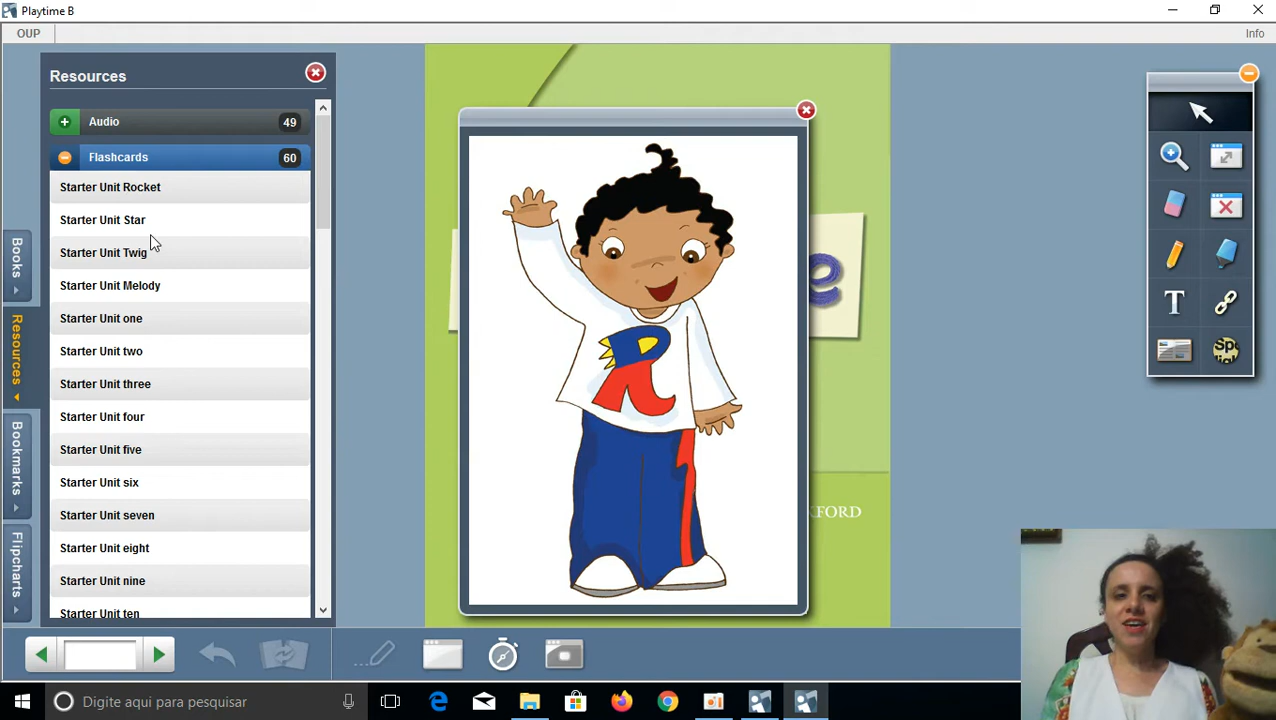 Playtime B
OUP
Info
Resources
Audio 49
Flashcards 60
Starter Unit Rocket
Starter Unit Star
Starter Unit Twig
Starter Unit Melody
Starter Unit one
Starter Unit two
Starter Unit three
Starter Unit four
Starter Unit five
Starter Unit six
Starter Unit seven
Starter Unit eight
Starter Unit nine
Starter Unit ten
Books
Resources
Bookmarks
Flipcharts
R
e
XFORD
T
Digite aqui para pesquisar